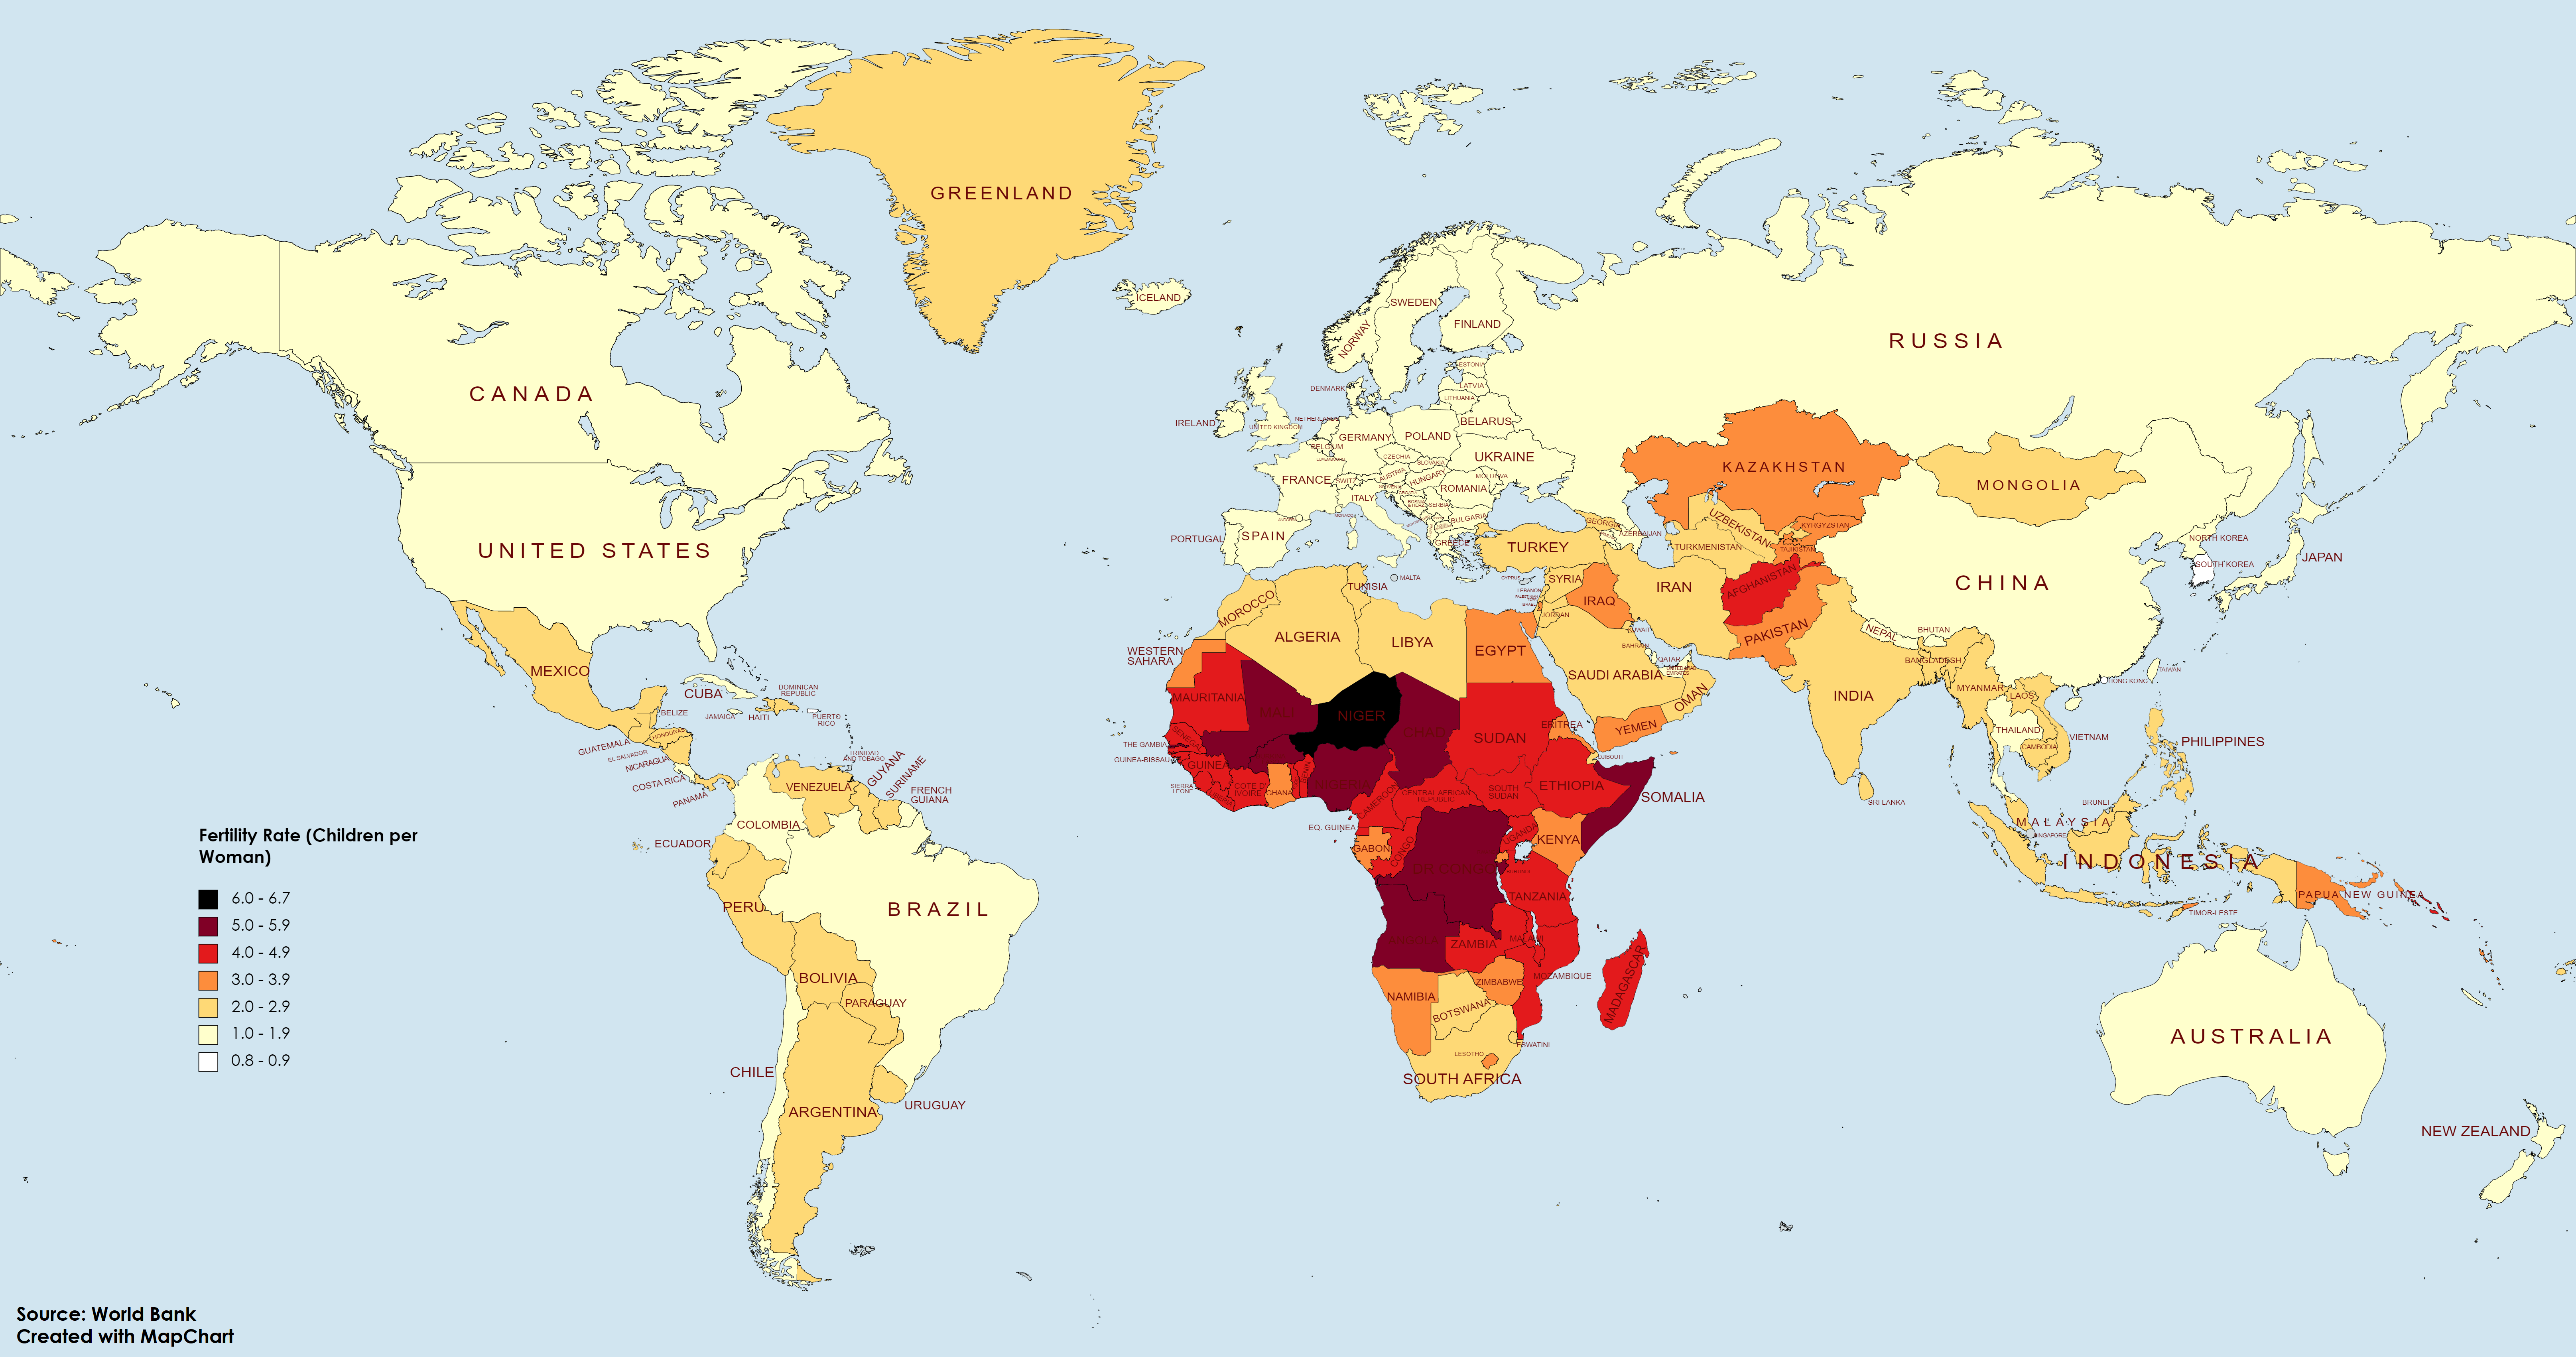 GREENLAND
ICELAND
SWEDEN
FINLAND
NORWAY
RUSSIA
CANADA
ESTONIA
LATVIA
LITHUANIA
DENMARK
IRELAND
UNITED KINGDOM
NETHERLANDS
BELGIUM
GERMANY
POLAND
BELARUS
UKRAINE
CZECHIA
SLOVAKIA
AUSTRIA
HUNGARY
MOLDOVA
FRANCE
ITALY
ROMANIA
SERBIA
BULGARIA
MONACO
ANDORRA
PORTUGAL
SPAIN
GREECE
KAZAKHSTAN
MONGOLIA
UNITED STATES
GEORGIA
AZERBAIJAN
UZBEKISTAN
KYRGYZSTAN
TURKEY
TURKMENISTAN
TAJIKISTAN
NORTH KOREA
SOUTH KOREA
JAPAN
CHINA
MALTA
TUNISIA
CYPRUS
SYRIA
LEBANON
ISRAEL
JORDAN
IRAQ
IRAN
AFGHANISTAN
PAKISTAN
KUWAIT
BAHRAIN
QATAR
UNITED ARAB
EMIRATES
SAUDI ARABIA
OMAN
YEMEN
NEPAL
BHUTAN
BANGLADESH
INDIA
MYANMAR
LAOS
THAILAND
CAMBODIA
VIETNAM
TAIWAN
HONG KONG
PHILIPPINES
SRI LANKA
BRUNEI
MALAYSIA
SINGAPORE
INDONESIA
PAPUA NEW GUINEA
TIMOR-LESTE
MOROCCO
ALGERIA
LIBYA
EGYPT
WESTERN
SAHARA
MAURITANIA
MALI
NIGER
CHAD
SUDAN
ERITREA
DJIBOUTI
SENEGAL
THE GAMBIA
GUINEA-BISSAU
GUINEA
SIERRA
LEONE
LIBERIA
COTE D'
IVOIRE
GHANA
BENIN
NIGERIA
CAMEROON
CENTRAL AFRICAN
REPUBLIC
SOUTH
SUDAN
ETHIOPIA
SOMALIA
EQ. GUINEA
GABON
CONGO
DR CONGO
UGANDA
KENYA
BURUNDI
TANZANIA
ANGOLA
ZAMBIA
MALAWI
MOZAMBIQUE
ZIMBABWE
MADAGASCAR
NAMIBIA
BOTSWANA
ESWATINI
LESOTHO
SOUTH AFRICA
MEXICO
CUBA
DOMINICAN
REPUBLIC
JAMAICA
HAITI
PUERTO
RICO
BELIZE
GUATEMALA
HONDURAS
EL SALVADOR
NICARAGUA
COSTA RICA
PANAMA
TRINIDAD
AND TOBAGO
VENEZUELA
GUYANA
SURINAME
FRENCH
GUIANA
COLOMBIA
ECUADOR
PERU
BRAZIL
BOLIVIA
PARAGUAY
CHILE
ARGENTINA
URUGUAY
AUSTRALIA
NEW ZEALAND
Fertility Rate (Children per
Woman)
6.0 - 6.7
5.0 - 5.9
4.0 - 4.9
3.0 - 3.9
2.0 - 2.9
1.0 - 1.9
0.8 - 0.9
Source: World Bank
Created with MapChart